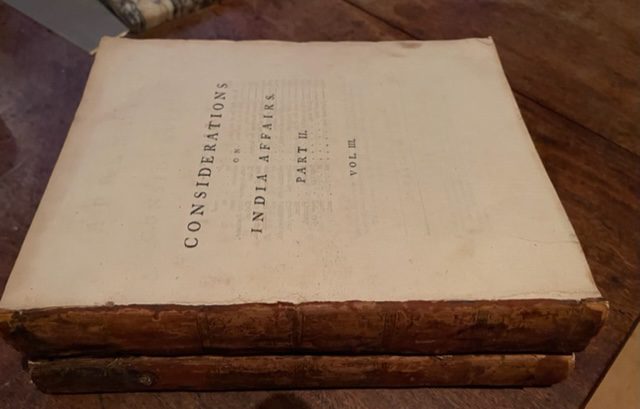 CONSIDERATIONS
ON
INDIA AFFAIRS.
PART II.
VOL. III.